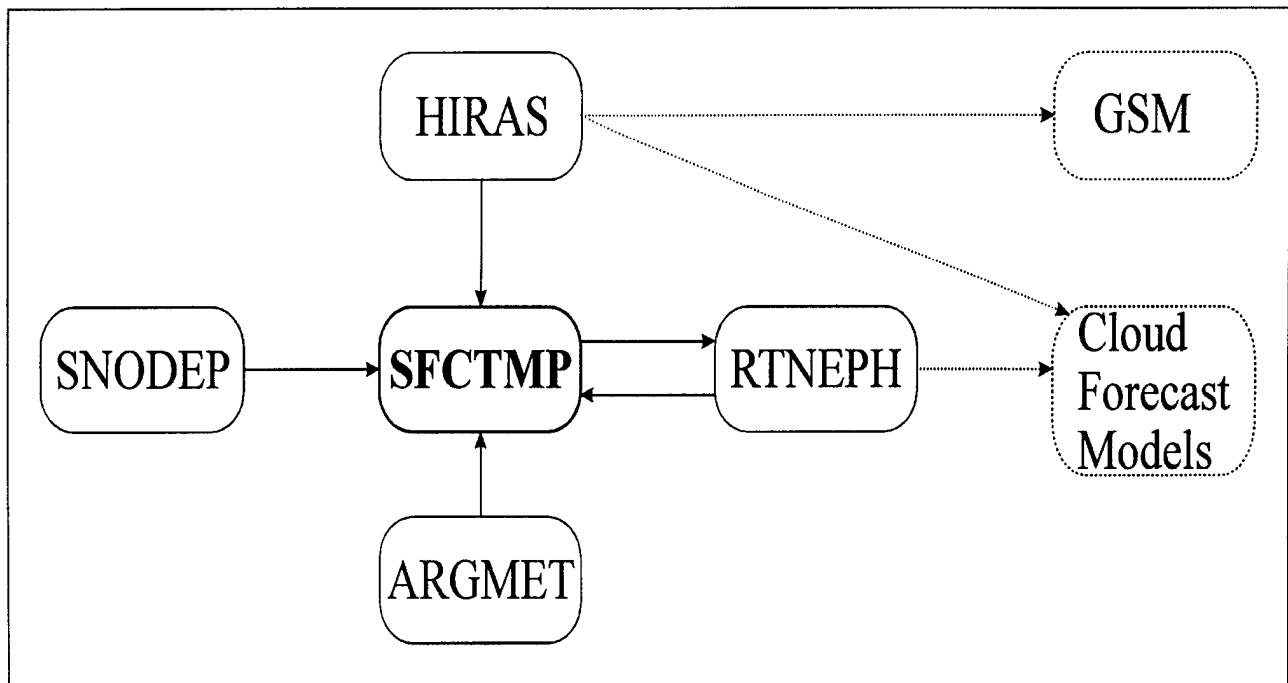 HIRAS
GSM
SNODEP
SFCTMP
RTNEPH
Cloud
Forecast
Models
ARGMET